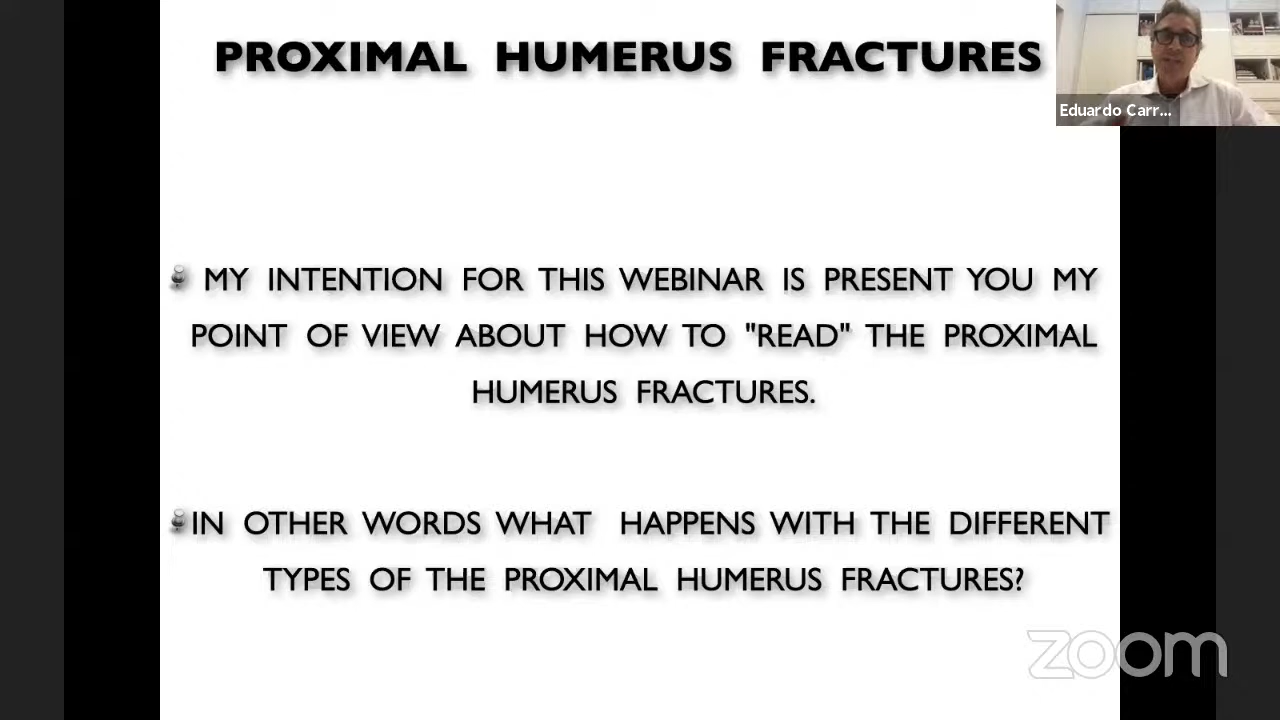 PROXIMAL HUMERUS FRACTURES
Eduardo Carr...
MY INTENTION FOR THIS WEBINAR IS PRESENT YOU MY
POINT OF VIEW ABOUT HOW TO "READ" THE PROXIMAL
HUMERUS FRACTURES.
IN OTHER WORDS WHAT HAPPENS WITH THE DIFFERENT
TYPES OF THE PROXIMAL HUMERUS FRACTURES?
zoom